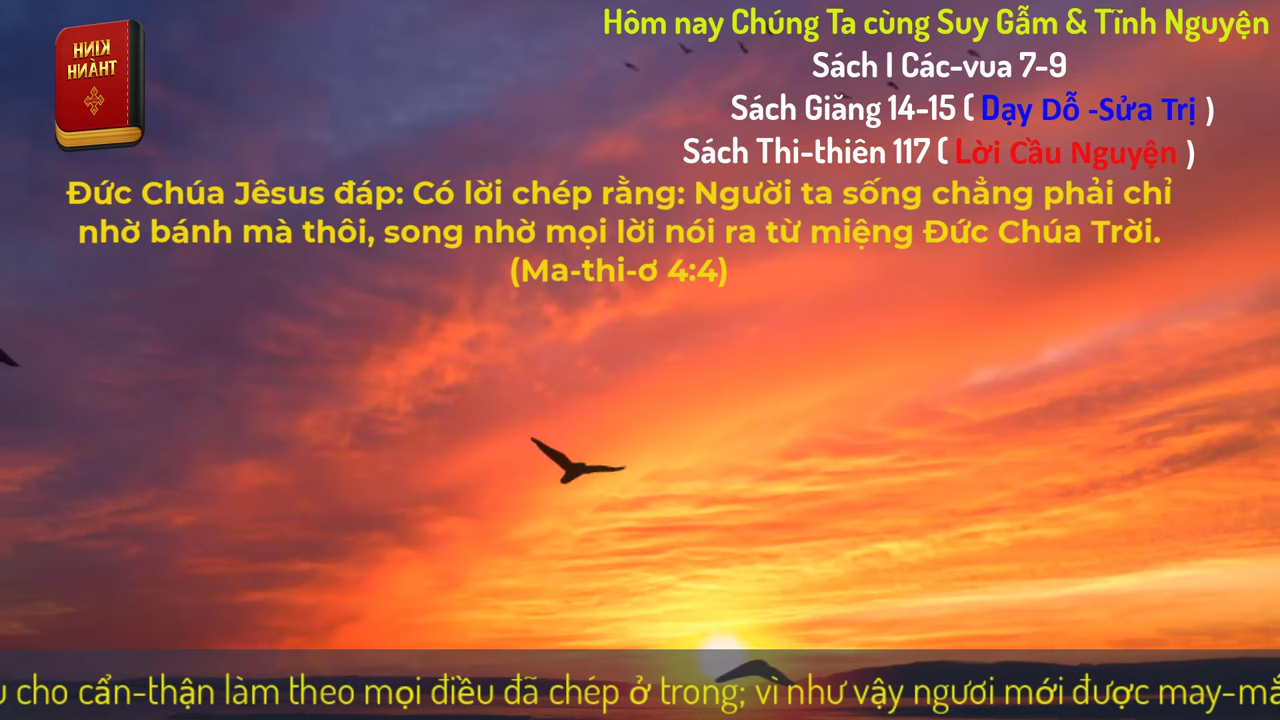 KINH
THÀNH
Hôm nay Chúng Ta cùng Suy Gẫm & Tĩnh Nguyện
Sách I Các-vua 7-9
Sách Giăng 14-15 ( Dạy Dỗ -Sửa Trị )
Sách Thi-thiên 117 ( Lời Cầu Nguyện )
Đức Chúa Jêsus đáp: Có lời chép rằng: Người ta sống chẳng phải chỉ
nhờ bánh mà thôi, song nhờ mọi lời nói ra từ miệng Đức Chúa Trời.
(Ma-thi-ơ 4:4)
cho cẩn-thận làm theo mọi điều đã chép ở trong; vì như vậy ngươi mới được